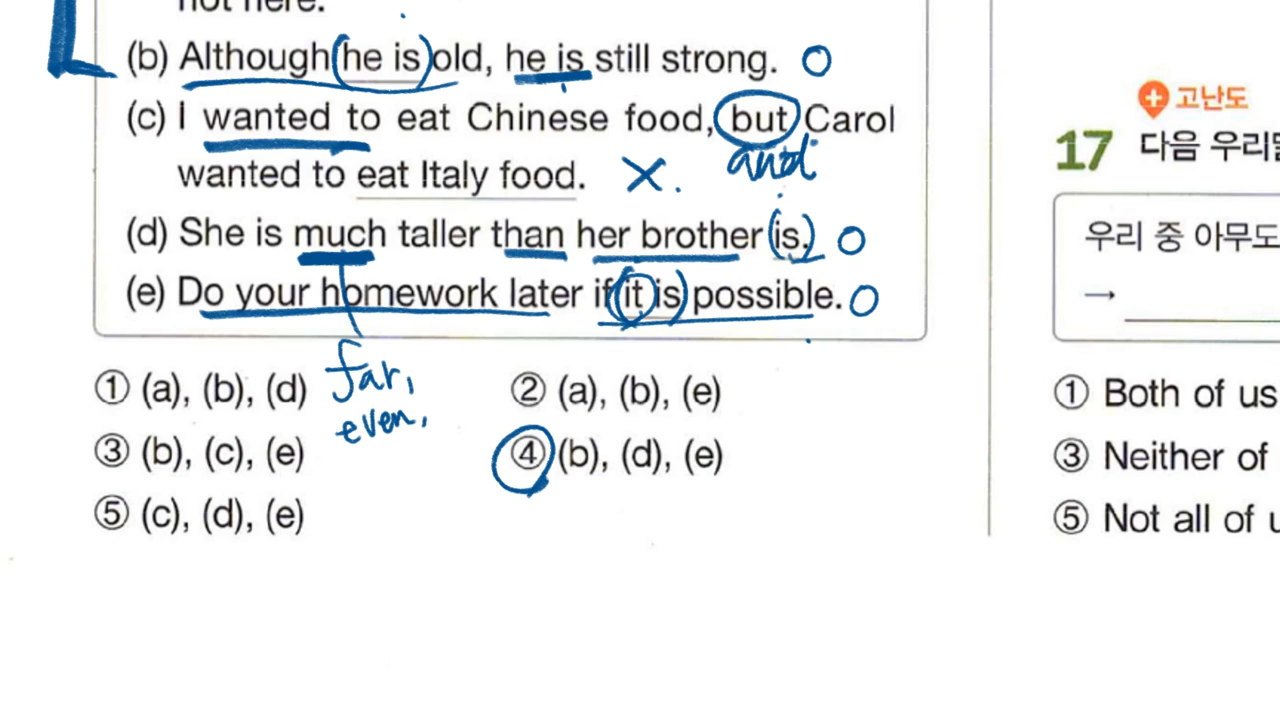 not here.
(b) Although he is old, he is still strong. O
(c) I wanted to eat Chinese food, but Carol
and
wanted to eat Italy food. X.
(d) She is much taller than her brother is. O
(e) Do your homework later if it is possible. O
far,
even,
① (a), (b), (d)
② (a), (b), (e)
③ (b), (c), (e)
④ (b), (d), (e)
⑤ (c), (d), (e)
고난도
17 다음 우리말
우리 중 아무도
→
① Both of us
③ Neither of
⑤ Not all of u